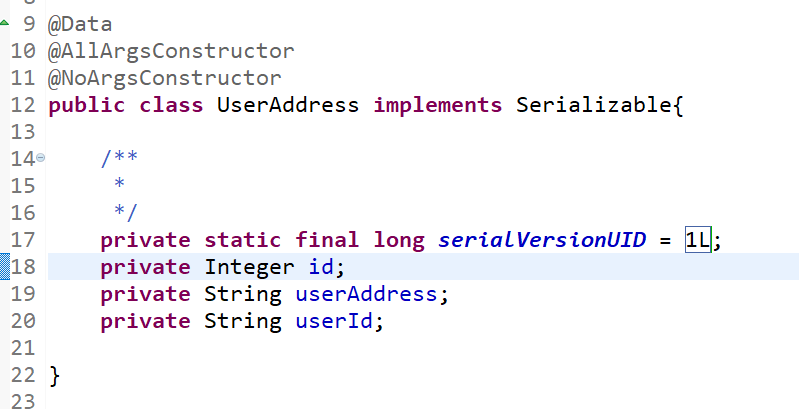 9 @Data
10 @AllArgsConstructor
11 @NoArgsConstructor
12 public class UserAddress implements Serializable{
13
14 /**
15 *
16 */
17 private static final long serialVersionUID = 1L;
18 private Integer id;
19 private String userAddress;
20 private String userId;
21
22 }
23